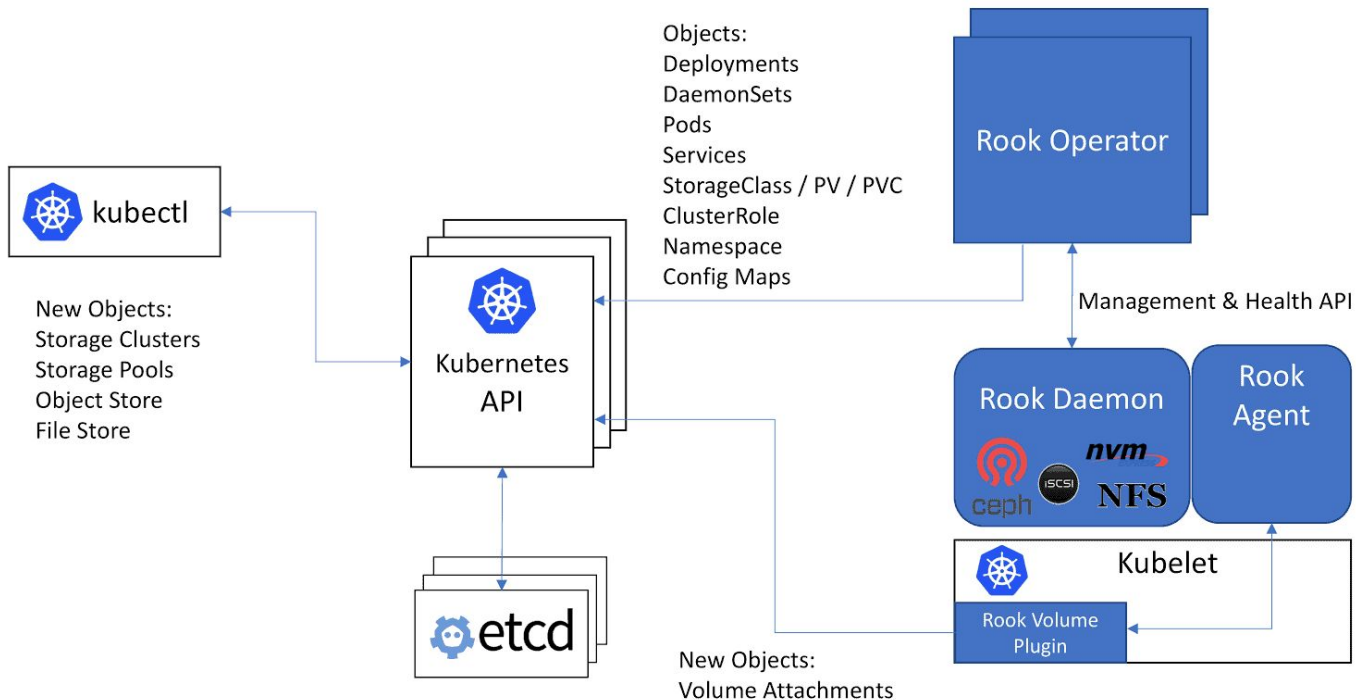 Objects:
Deployments
DaemonSets
Pods
Services
StorageClass / PV / PVC
ClusterRole
Namespace
Config Maps
Rook Operator
kubectl
New Objects:
Storage Clusters
Storage Pools
Object Store
File Store
Kubernetes
API
Management & Health API
Rook Daemon
ceph
iSCSI
nvm
NFS
Rook
Agent
Kubelet
Rook Volume
Plugin
etcd
New Objects:
Volume Attachments